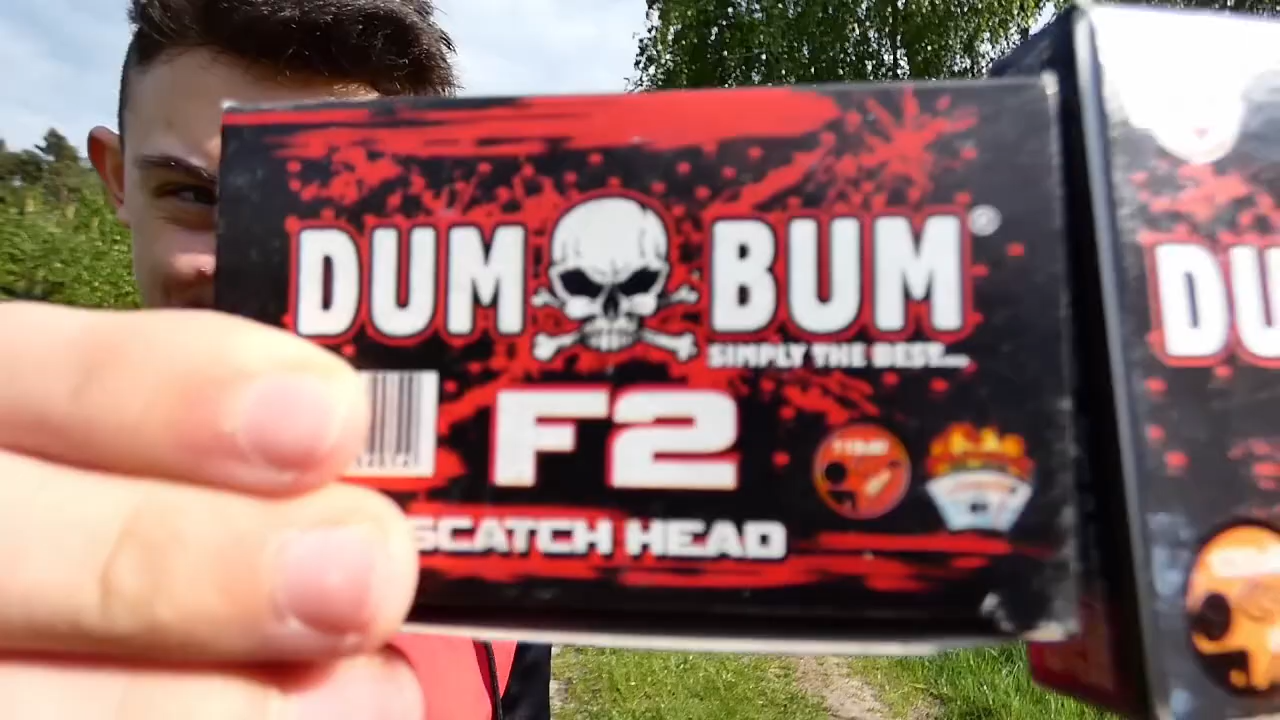 DUM BUM®
SIMPLY THE BEST...
F2
SCATCH HEAD
DU